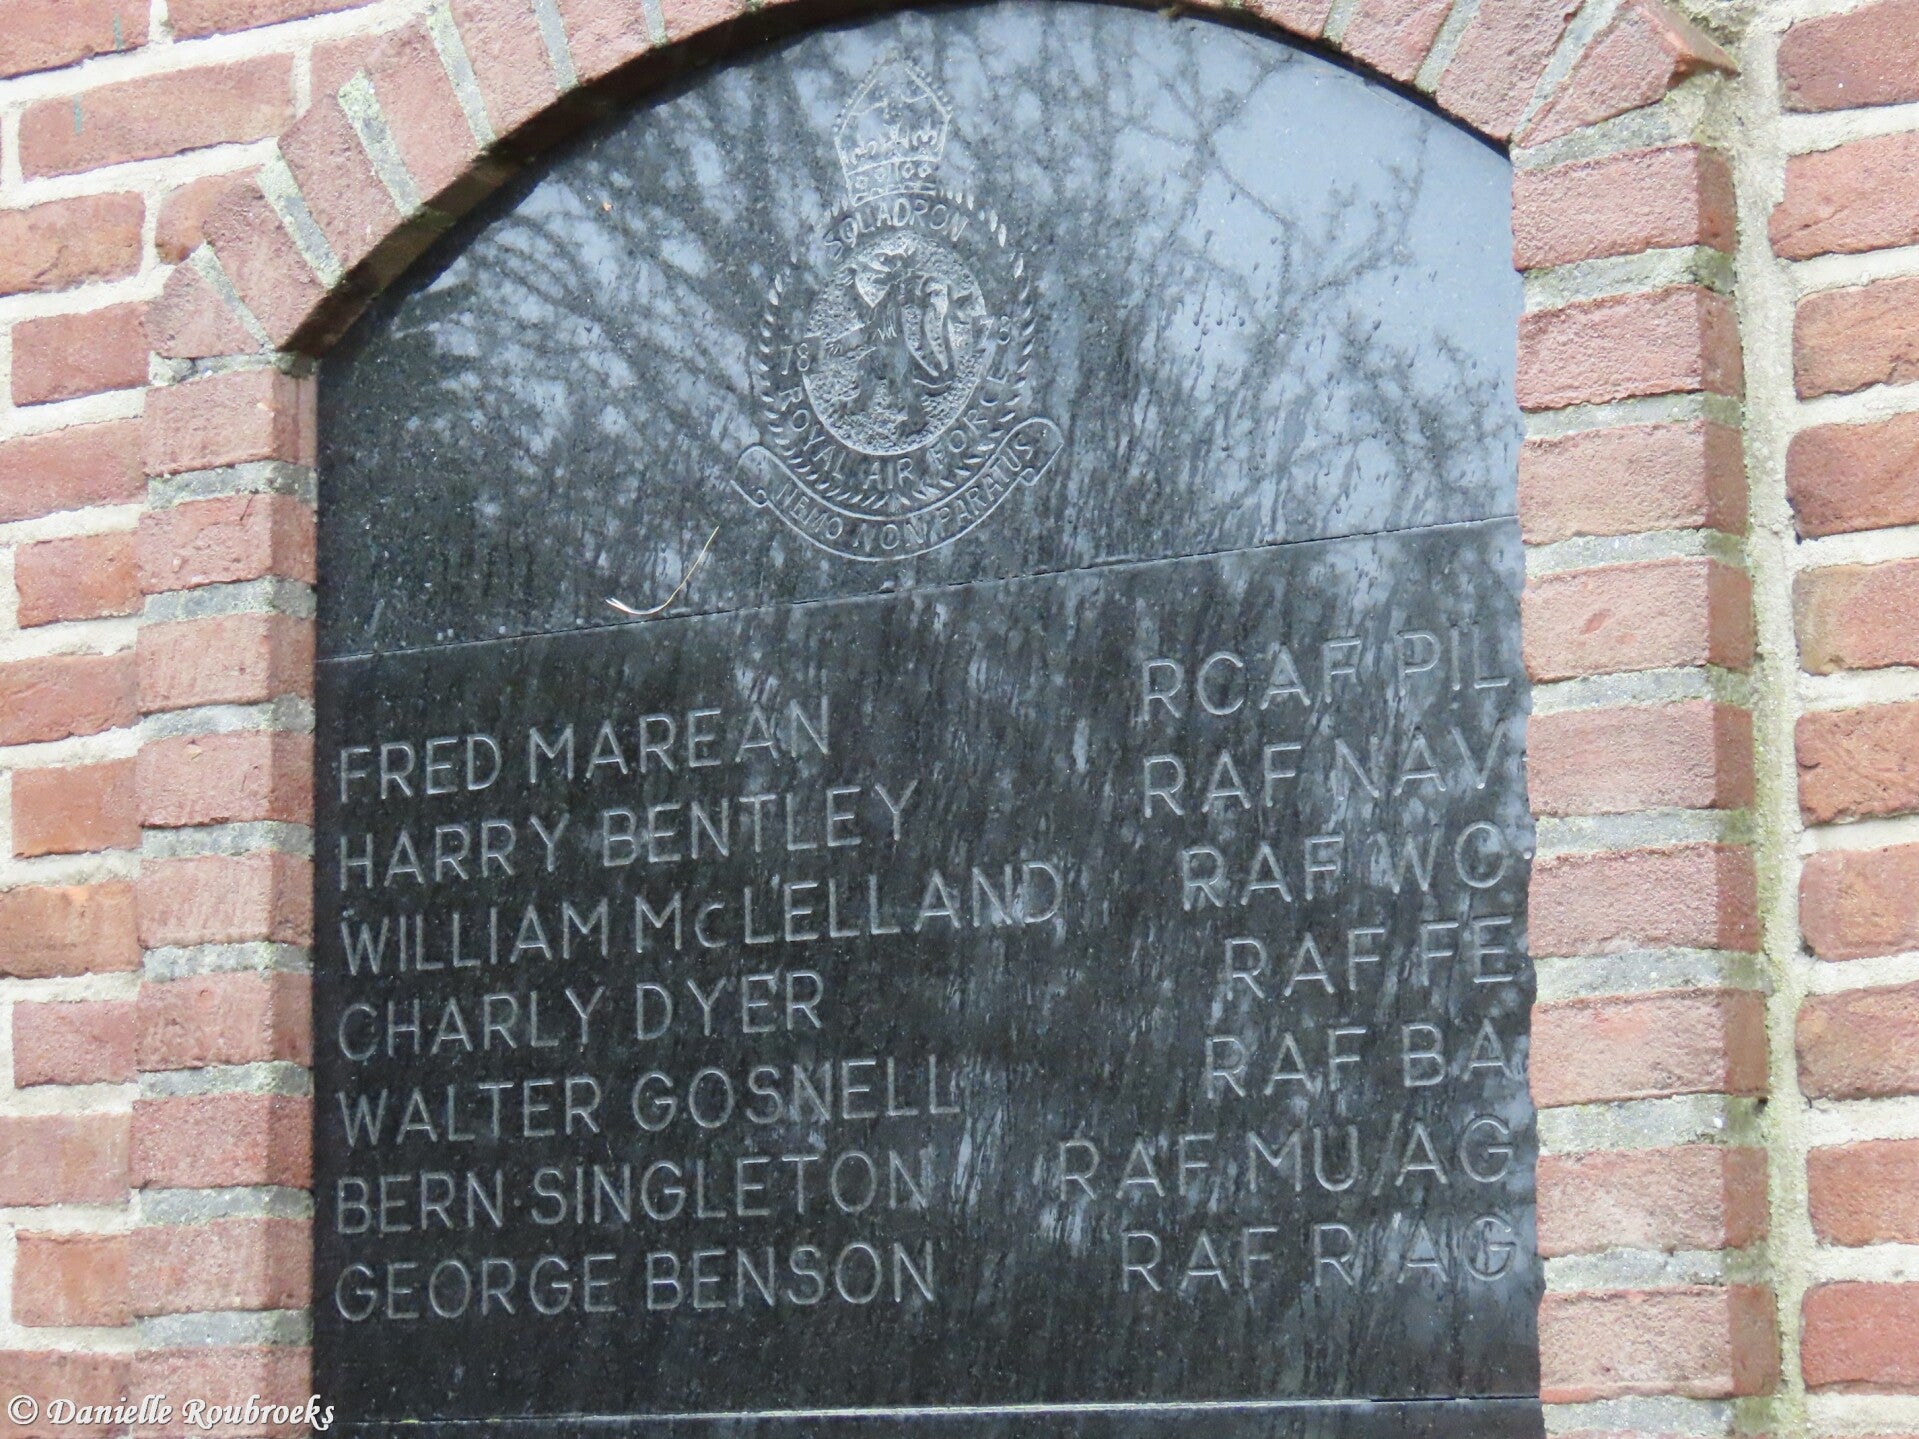 SQUADRON
78 78
ROYAL AIR FORCE
NEMO NON PARATUS
FRED MAREAN RCAF PIL
HARRY BENTLEY RAF NAV
WILLIAM McLELLAND RAF WO
CHARLY DYER RAF FE
WALTER GOSNELL RAF BA
BERN·SINGLETON RAF MU/AG
GEORGE BENSON RAF R/AG
© Danielle Roubroeks